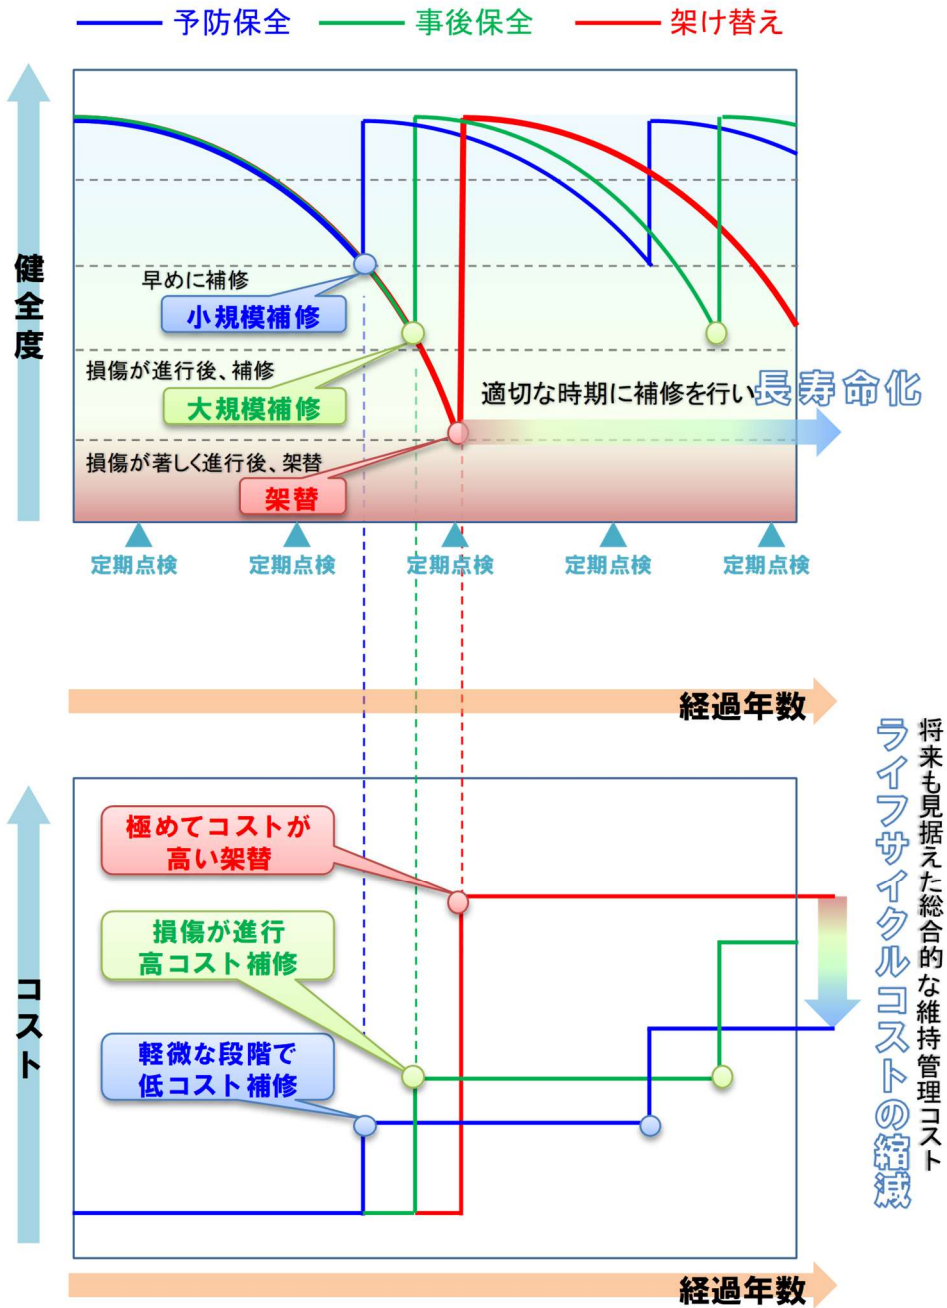 予防保全
事後保全
架け替え
健全度
早めに補修
小規模補修
損傷が進行後、補修
大規模補修
適切な時期に補修を行い
長寿命化
損傷が著しく進行後、架替
架替
定期点検
定期点検
定期点検
定期点検
定期点検
経過年数
コスト
極めてコストが
高い架替
損傷が進行
高コスト補修
軽微な段階で
低コスト補修
将来も見据えた総合的な維持管理コスト
ライフサイクルコストの縮減
経過年数